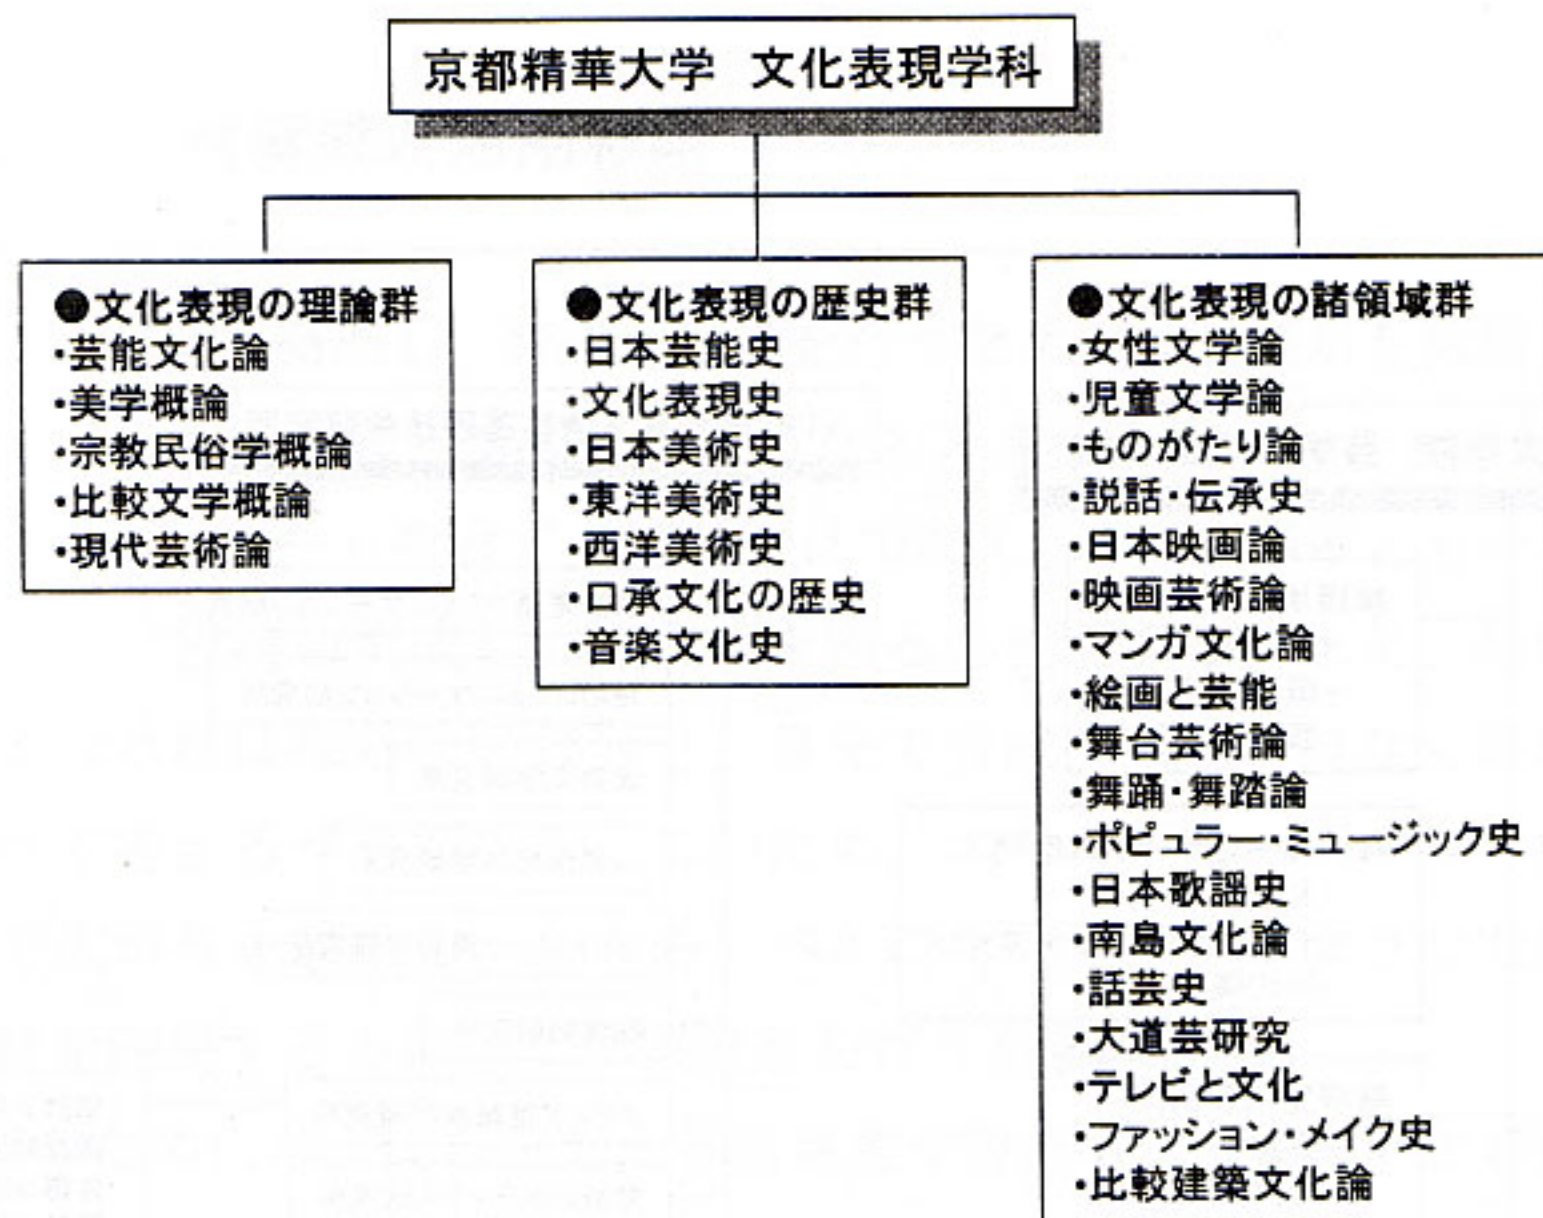 京都精華大学 文化表現学科
●文化表現の理論群
・芸能文化論
・美学概論
・宗教民俗学概論
・比較文学概論
・現代芸術論
●文化表現の歴史群
・日本芸能史
・文化表現史
・日本美術史
・東洋美術史
・西洋美術史
・口承文化の歴史
・音楽文化史
●文化表現の諸領域群
・女性文学論
・児童文学論
・ものがたり論
・説話・伝承史
・日本映画論
・映画芸術論
・マンガ文化論
・絵画と芸能
・舞台芸術論
・舞踊・舞踏論
・ポピュラー・ミュージック史
・日本歌謡史
・南島文化論
・話芸史
・大道芸研究
・テレビと文化
・ファッション・メイク史
・比較建築文化論